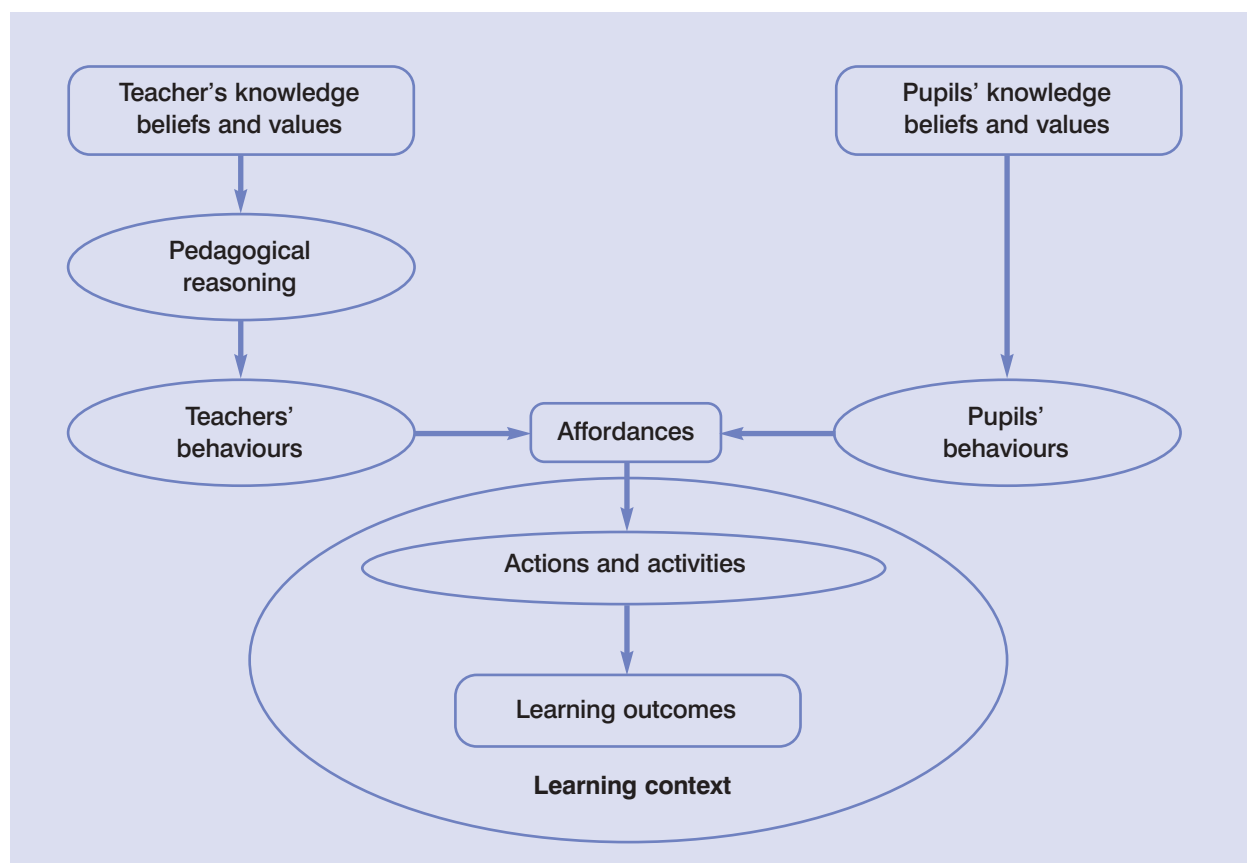 Teacher’s knowledge
beliefs and values
Pupils’ knowledge
beliefs and values
Pedagogical
reasoning
Teachers’
behaviours
Affordances
Pupils’
behaviours
Actions and activities
Learning outcomes
Learning context